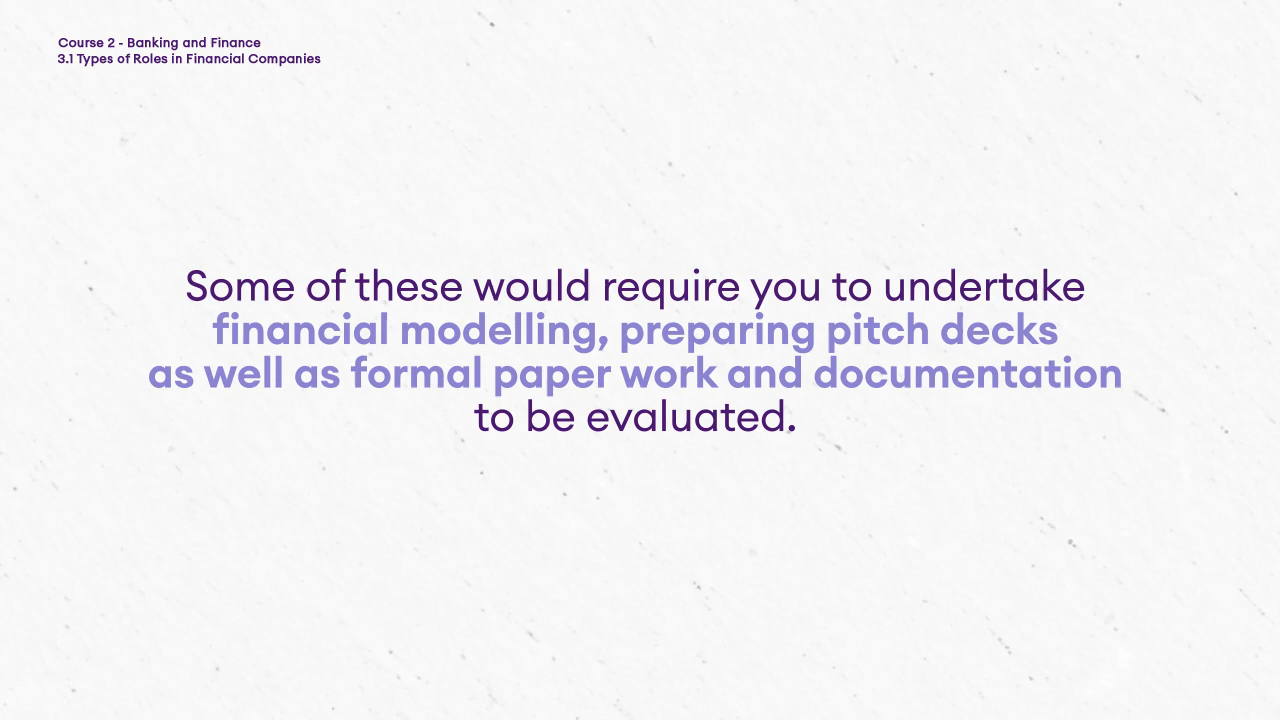 Course 2 - Banking and Finance
3.1 Types of Roles in Financial Companies
Some of these would require you to undertake
financial modelling, preparing pitch decks
as well as formal paper work and documentation
to be evaluated.